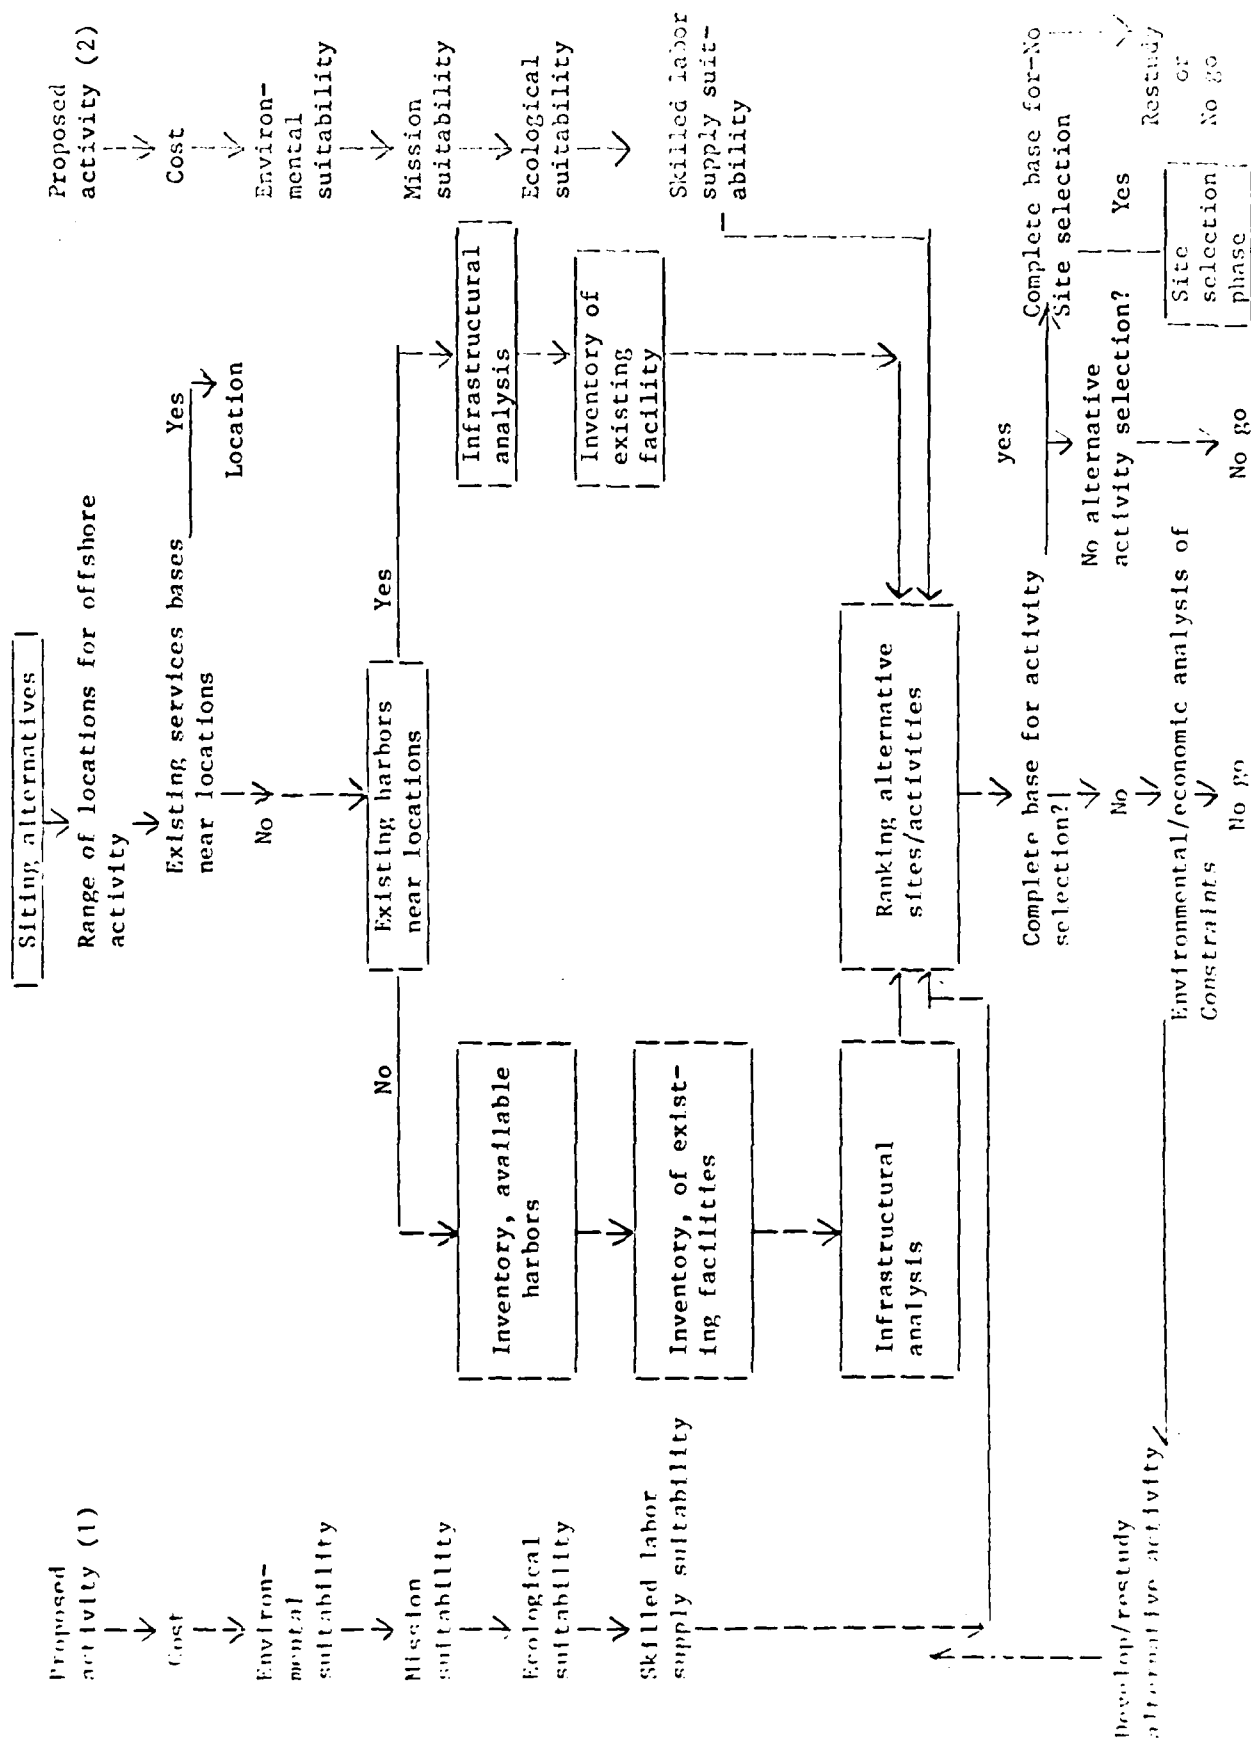 Siting alternatives
Range of locations for offshore
activity
Existing services bases
near locations
Yes
Location
No
Existing harbors
near locations
No
Yes
Proposed
activity (1)
Cost
Environ-
mental
suitability
Mission
suitability
Ecological
suitability
Skilled labor
supply suitability
Inventory, available
harbors
Inventory, of exist-
ing facilities
Infrastructural
analysis
Infrastructural
analysis
Inventory of
existing
facility
Proposed
activity (2)
Cost
Environ-
mental
suitability
Mission
suitability
Ecological
suitability
Skilled labor
supply suit-
ability
Ranking alternative
sites/activities
Complete base for activity
selection?
yes
No
Environmental/economic analysis of
Constraints
No go
Develop/restudy
alternative activity
No alternative
activity selection?
No go
Complete base for-No
Site selection
Yes
Site
selection
phase
Restudy
or
No go